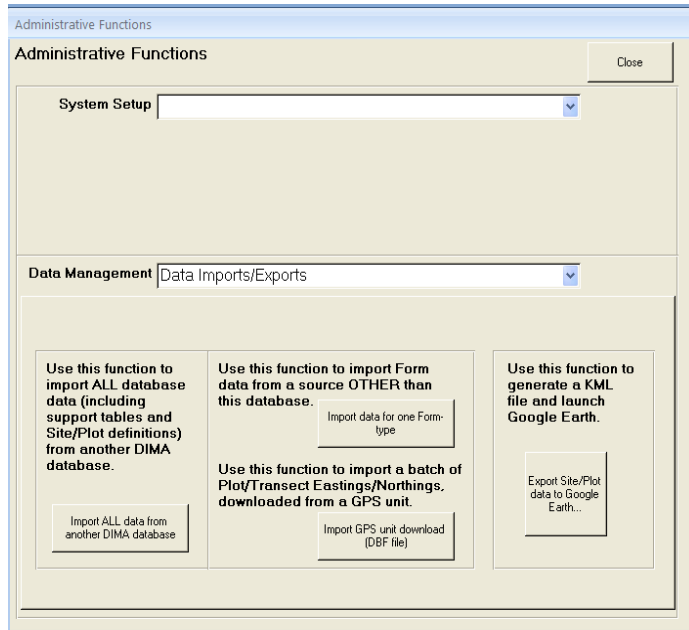 Administrative Functions
Administrative Functions
Close
System Setup
Data Management
Data Imports/Exports
Use this function to
import ALL database
data (including
support tables and
Site/Plot definitions)
from another DIMA
database.
Import ALL data from
another DIMA database
Use this function to import Form
data from a source OTHER than
this database.
Import data for one Form-
type
Use this function to import a batch of
Plot/Transect Eastings/Northings,
downloaded from a GPS unit.
Import GPS unit download
(DBF file)
Use this function to
generate a KML
file and launch
Google Earth.
Export Site/Plot
data to Google
Earth...